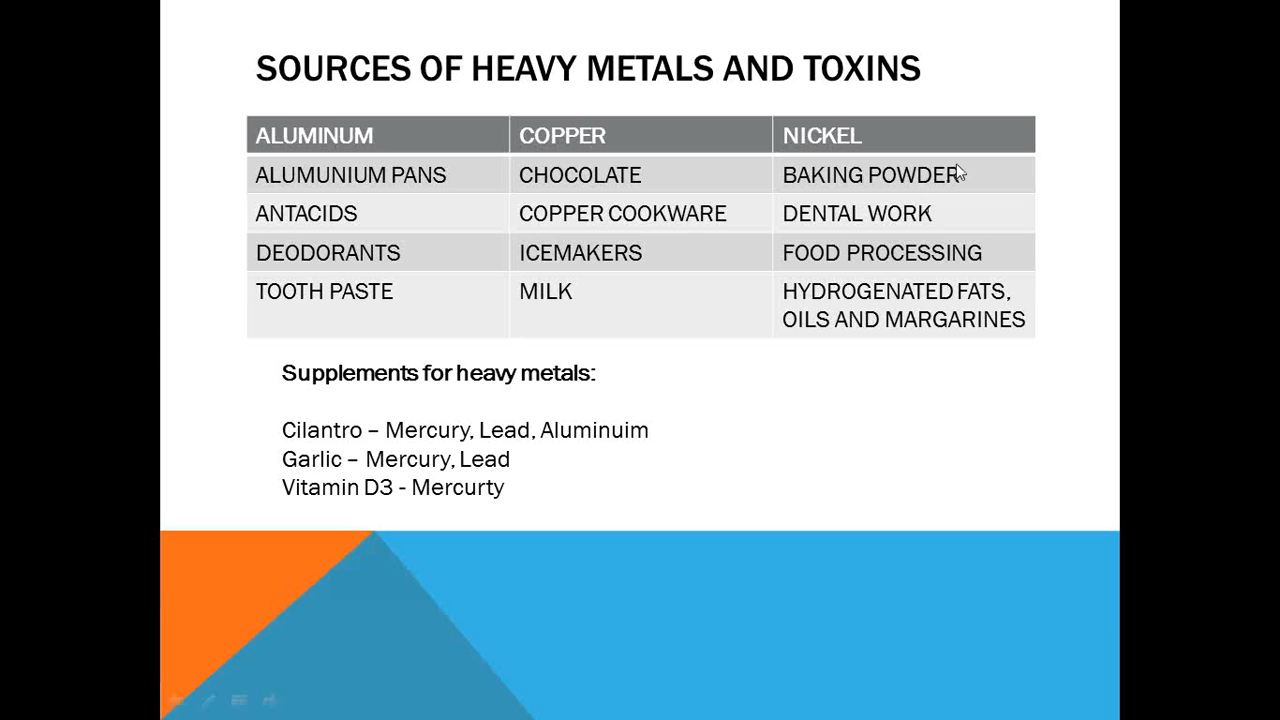 SOURCES OF HEAVY METALS AND TOXINS
ALUMINUM COPPER NICKEL
ALUMUNIUM PANS CHOCOLATE BAKING POWDER
ANTACIDS COPPER COOKWARE DENTAL WORK
DEODORANTS ICEMAKERS FOOD PROCESSING
TOOTH PASTE MILK HYDROGENATED FATS,
OILS AND MARGARINES
Supplements for heavy metals:
Cilantro – Mercury, Lead, Aluminuim
Garlic – Mercury, Lead
Vitamin D3 - Mercurty